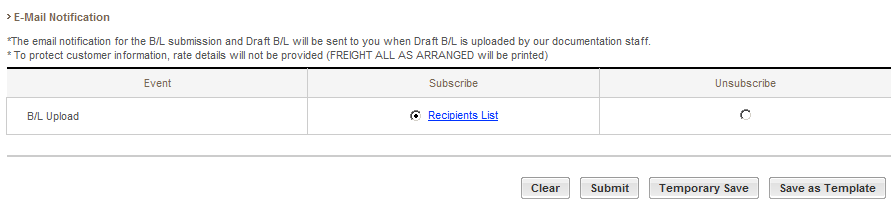 E-Mail Notification
*The email notification for the B/L submission and Draft B/L will be sent to you when Draft B/L is uploaded by our documentation staff.
* To protect customer information, rate details will not be provided (FREIGHT ALL AS ARRANGED will be printed)
Event Subscribe Unsubscribe
B/L Upload Recipients List
Clear Submit Temporary Save Save as Template